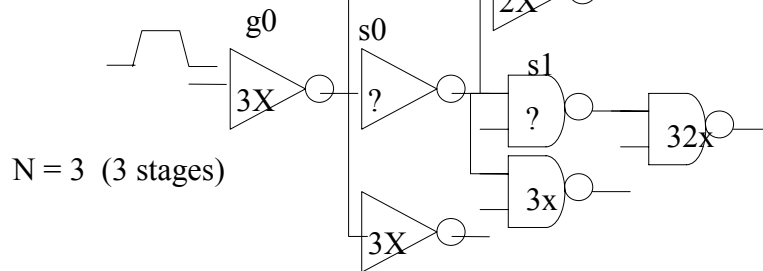 2X
g0
s0
s1
3X
?
?
32x
N = 3 (3 stages)
3x
3X